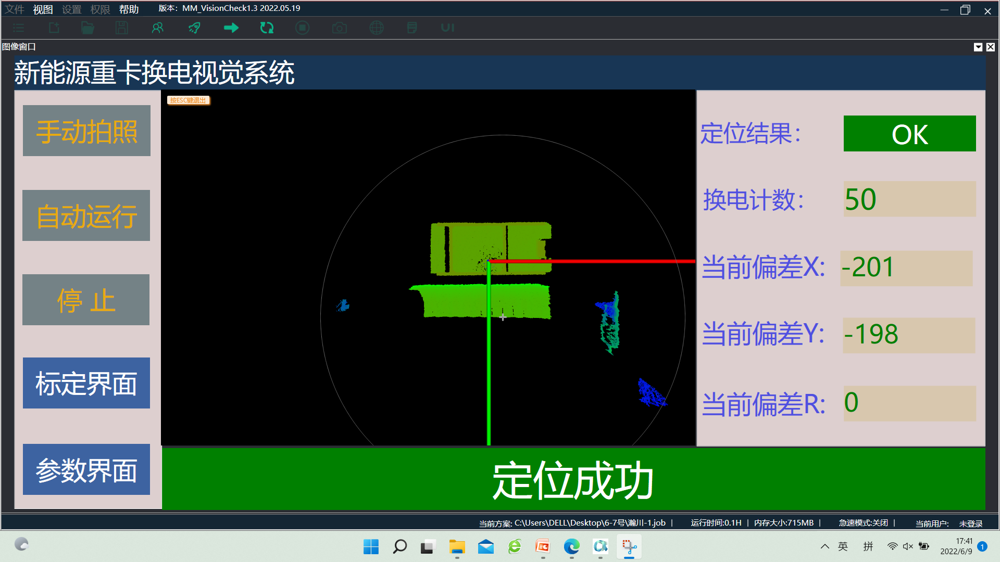 文件 视图 设置 权限 帮助 版本：MM_VisionCheck1.3 2022.05.19
UI
图像窗口
新能源重卡换电视觉系统
按ESC键退出
手动拍照
自动运行
停 止
标定界面
参数界面
定位结果： OK
换电计数： 50
当前偏差X: -201
当前偏差Y: -198
当前偏差R: 0
定位成功
当前方案: C:\Users\DELL\Desktop\6-7号\瀚川-1.job | 运行时间:0.1H | 内存大小:715MB | 急速模式:关闭 | 当前用户: 未登录
英 拼 17:41
2022/6/9 1